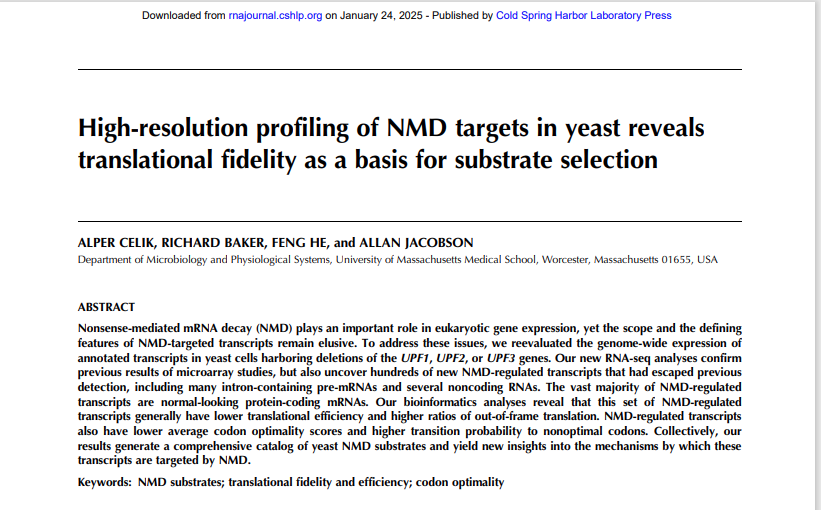 Downloaded from rnajournal.cshlp.org on January 24, 2025 - Published by Cold Spring Harbor Laboratory Press
High-resolution profiling of NMD targets in yeast reveals
translational fidelity as a basis for substrate selection
ALPER CELIK, RICHARD BAKER, FENG HE, and ALLAN JACOBSON
Department of Microbiology and Physiological Systems, University of Massachusetts Medical School, Worcester, Massachusetts 01655, USA
ABSTRACT
Nonsense-mediated mRNA decay (NMD) plays an important role in eukaryotic gene expression, yet the scope and the defining
features of NMD-targeted transcripts remain elusive. To address these issues, we reevaluated the genome-wide expression of
annotated transcripts in yeast cells harboring deletions of the UPF1, UPF2, or UPF3 genes. Our new RNA-seq analyses confirm
previous results of microarray studies, but also uncover hundreds of new NMD-regulated transcripts that had escaped previous
detection, including many intron-containing pre-mRNAs and several noncoding RNAs. The vast majority of NMD-regulated
transcripts are normal-looking protein-coding mRNAs. Our bioinformatics analyses reveal that this set of NMD-regulated
transcripts generally have lower translational efficiency and higher ratios of out-of-frame translation. NMD-regulated transcripts
also have lower average codon optimality scores and higher transition probability to nonoptimal codons. Collectively, our
results generate a comprehensive catalog of yeast NMD substrates and yield new insights into the mechanisms by which these
transcripts are targeted by NMD.
Keywords: NMD substrates; translational fidelity and efficiency; codon optimality